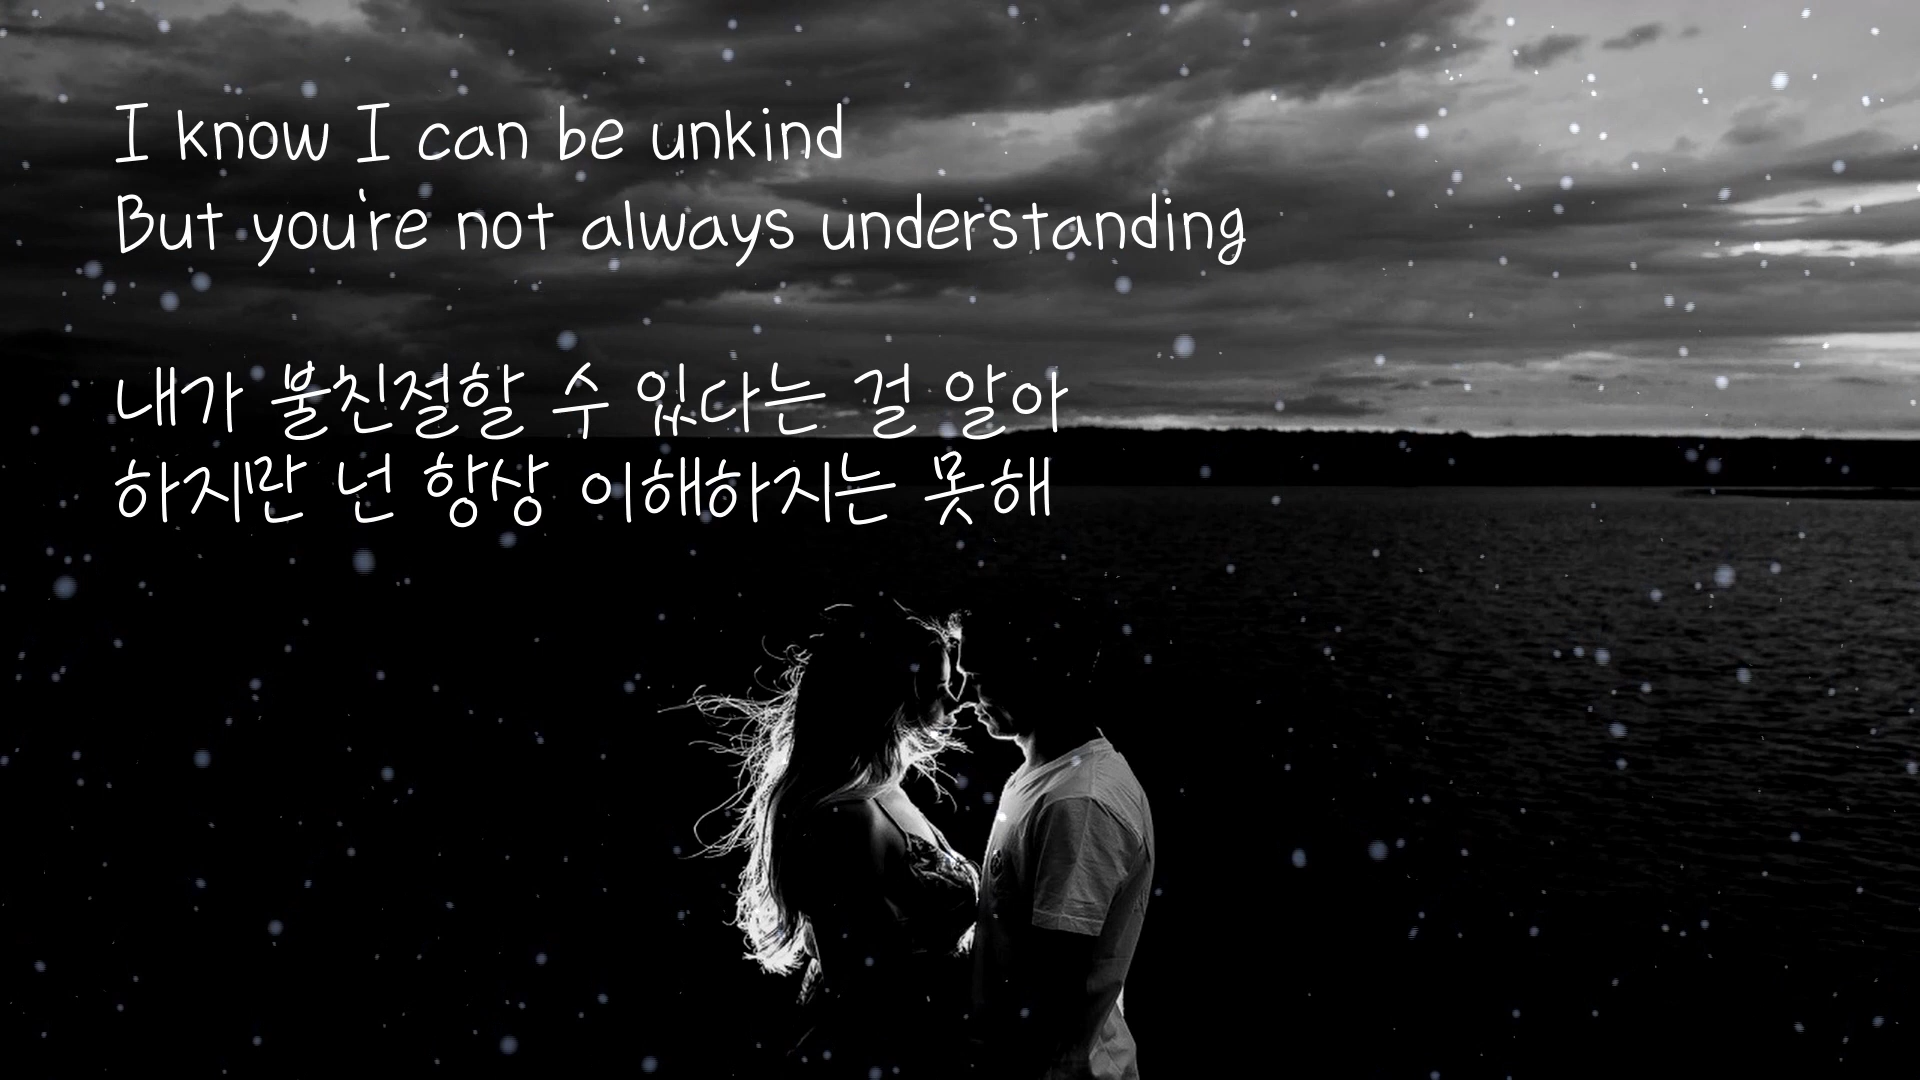 I know I can be unkind
But you're not always understanding
내가 불친절할 수 있다는 걸 알아
하지만 넌 항상 이해하지는 못해